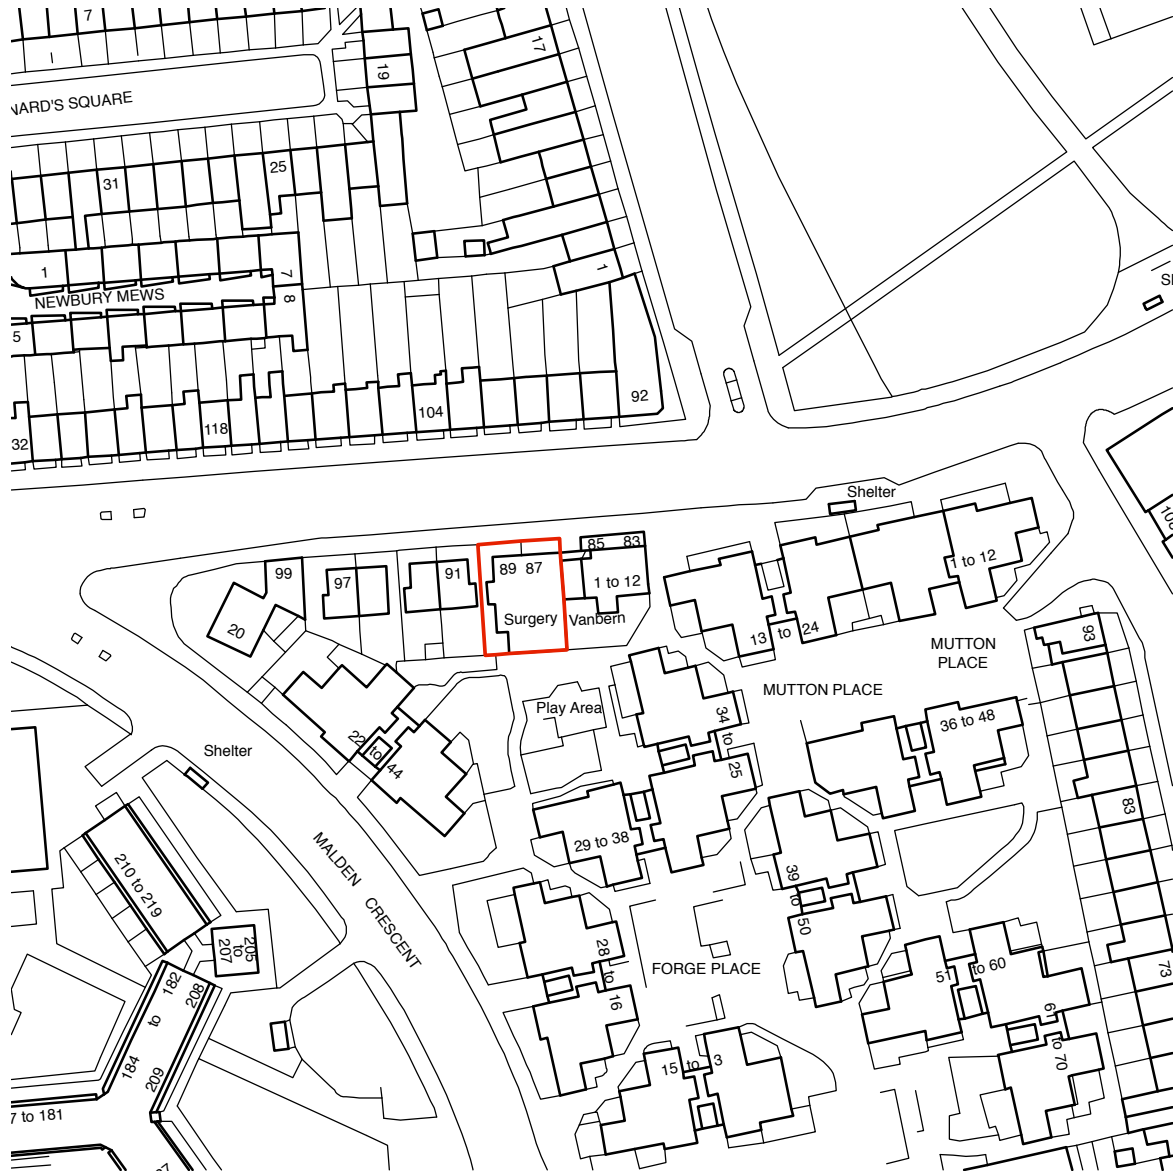 7
17
19
NARD'S SQUARE
31
25
1
7
1
NEWBURY MEWS
8
5
92
104
118
32
Shelter
85 83
99
97
91
89 87
1 to 12
1 to 12
Surgery
Vanbern
20
13 to 24
93
MUTTON
PLACE
MUTTON PLACE
Play Area
34 to 25
36 to 48
22 to 44
Shelter
83
29 to 38
MALDEN CRESCENT
210 to 219
39 to 50
205
to
207
28 to 16
FORGE PLACE
51 to 60
73
182
208
to
184
209
61 to 70
15 to 3
7 to 181